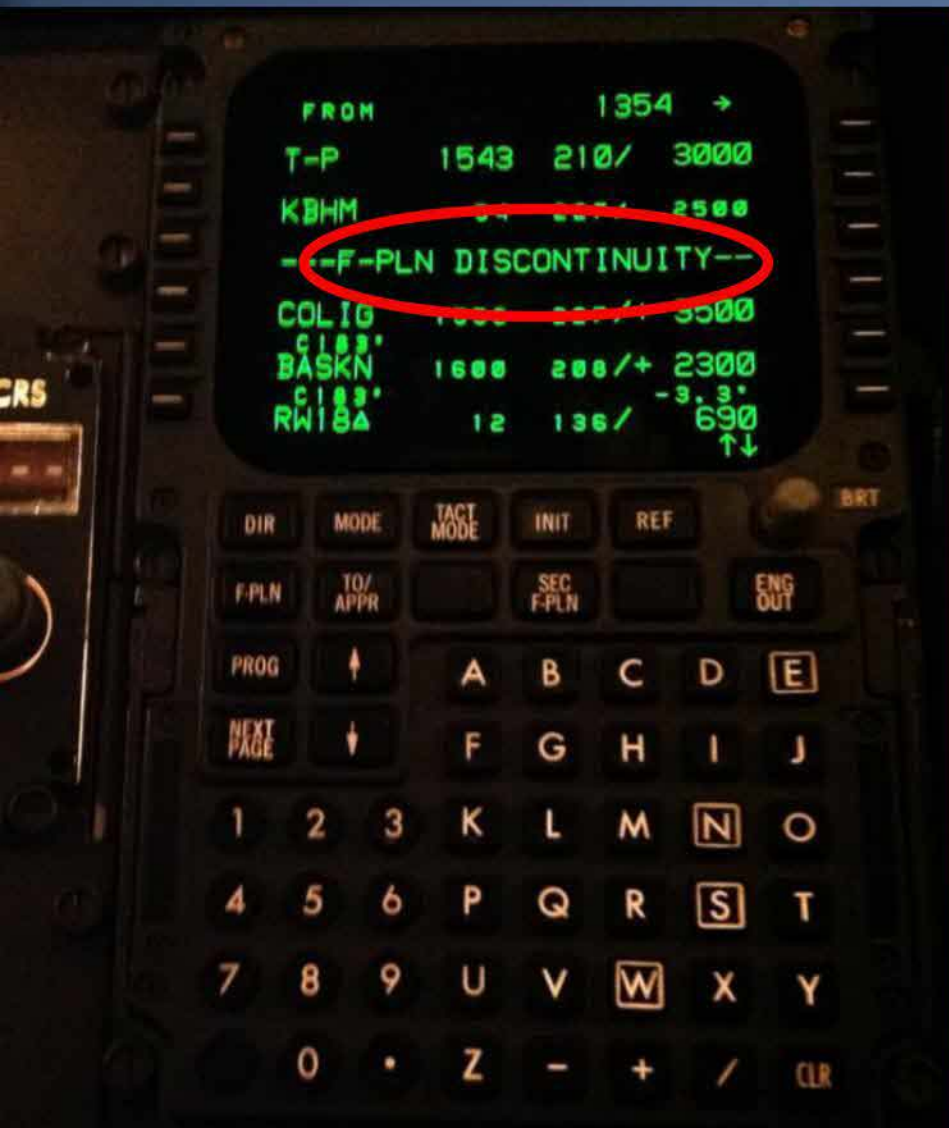 FROM 1354 →
T-P 1543 210/ 3000
KBHM 2500
---F-PLN DISCONTINUITY--
COLIG 3500
C183°
BASKN 1600 208/+ 2300
C183° -3.3°
RW18∆ 12 136/ 690
↑↓
CRS
BRT
DIR MODE TACT MODE INIT REF
F-PLN TO/APPR SEC F-PLN ENG OUT
PROG ↑ A B C D E
NEXT PAGE ↓ F G H I J
1 2 3 K L M N O
4 5 6 P Q R S T
7 8 9 U V W X Y
0 • Z - + / CLR